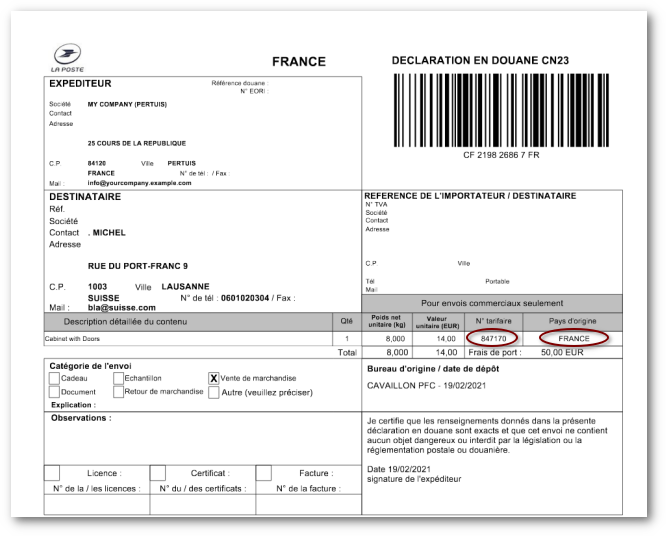 LA POSTE
FRANCE
DECLARATION EN DOUANE CN23
CF 2198 2686 7 FR
EXPEDITEUR
Référence douane :
N° EORI :
Société MY COMPANY (PERTUIS)
Contact
Adresse
25 COURS DE LA REPUBLIQUE
C.P 84120 Ville PERTUIS
FRANCE N° de tél : / Fax :
Mail : info@yourcompany.example.com
DESTINATAIRE
Réf.
Société
Contact . MICHEL
Adresse
RUE DU PORT-FRANC 9
C.P. 1003 Ville LAUSANNE
SUISSE N° de tél : 0601020304 / Fax :
Mail : bla@suisse.com
REFERENCE DE L'IMPORTATEUR / DESTINATAIRE
N° TVA
Société
Contact
Adresse
C.P Ville
Tél Portable
Mail
Pour envois commerciaux seulement
Description détaillée du contenu Qté Poids net unitaire (kg) Valeur unitaire (EUR) N° tarifaire Pays d'origine
Cabinet with Doors 1 8,000 14,00 847170 FRANCE
Total 8,000 14,00 Frais de port : 50,00 EUR
Catégorie de l'envoi
Cadeau Echantillon X Vente de marchandise
Document Retour de marchandise Autre (veuillez préciser)
Explication :
Observations :
Licence : Certificat : Facture :
N° de la / les licences : N° du / des certificats : N° de la facture :
Bureau d'origine / date de dépôt
CAVAILLON PFC - 19/02/2021
Je certifie que les renseignements donnés dans la présente
déclaration en douane sont exacts et que cet envoi ne contient
aucun objet dangereux ou interdit par la législation ou la
réglementation postale ou douanière.
Date 19/02/2021
signature de l'expéditeur